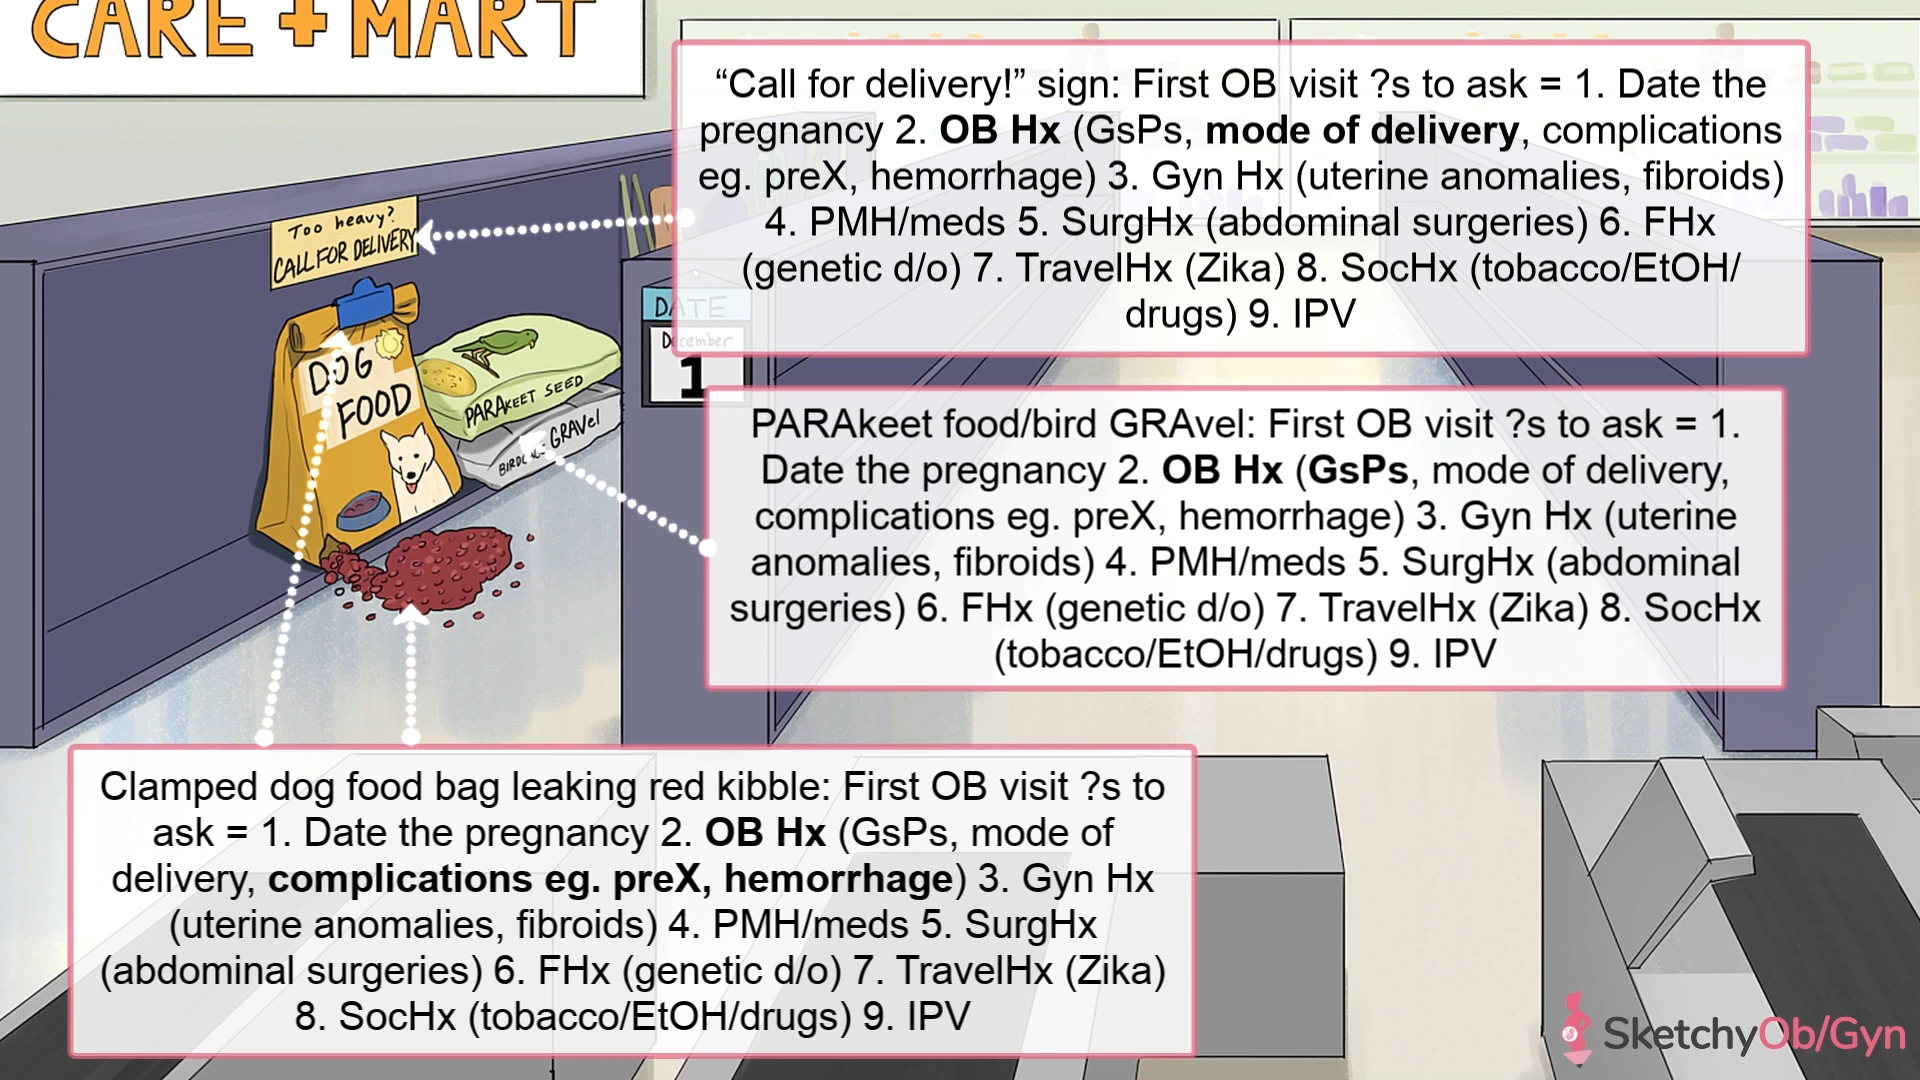 CARE + MART
“Call for delivery!” sign: First OB visit ?s to ask = 1. Date the
pregnancy 2. OB Hx (GsPs, mode of delivery, complications
eg. preX, hemorrhage) 3. Gyn Hx (uterine anomalies, fibroids)
4. PMH/meds 5. SurgHx (abdominal surgeries) 6. FHx
(genetic d/o) 7. TravelHx (Zika) 8. SocHx (tobacco/EtOH/
drugs) 9. IPV
Too heavy?
CALL FOR DELIVERY
DATE
December
1
DOG
FOOD
PARAKEET SEED
GRAVel
PARAkeet food/bird GRAvel: First OB visit ?s to ask = 1.
Date the pregnancy 2. OB Hx (GsPs, mode of delivery,
complications eg. preX, hemorrhage) 3. Gyn Hx (uterine
anomalies, fibroids) 4. PMH/meds 5. SurgHx (abdominal
surgeries) 6. FHx (genetic d/o) 7. TravelHx (Zika) 8. SocHx
(tobacco/EtOH/drugs) 9. IPV
Clamped dog food bag leaking red kibble: First OB visit ?s to
ask = 1. Date the pregnancy 2. OB Hx (GsPs, mode of
delivery, complications eg. preX, hemorrhage) 3. Gyn Hx
(uterine anomalies, fibroids) 4. PMH/meds 5. SurgHx
(abdominal surgeries) 6. FHx (genetic d/o) 7. TravelHx (Zika)
8. SocHx (tobacco/EtOH/drugs) 9. IPV
SketchyOb/Gyn